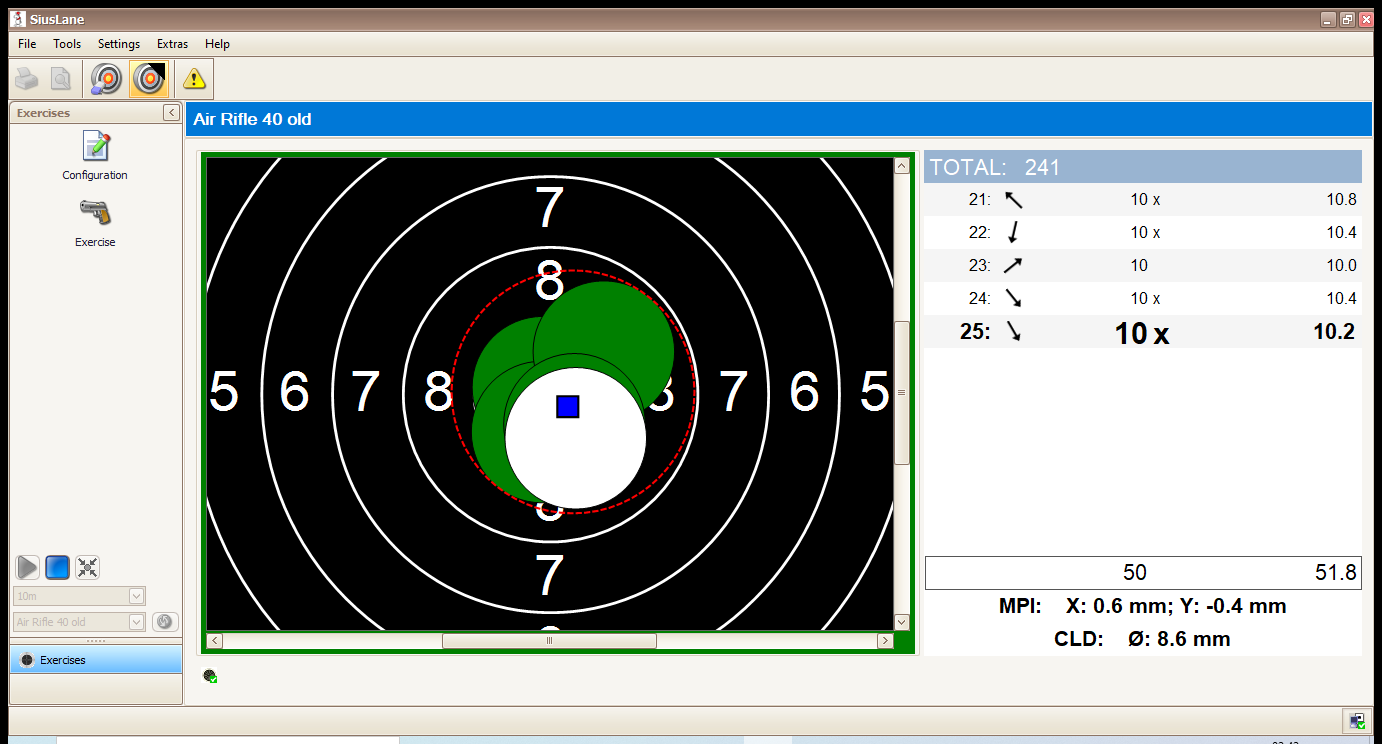 SiusLane
File Tools Settings Extras Help
Exercises
Air Rifle 40 old
Configuration
Exercise
10m
Air Rifle 40 old
Exercises
7
8
5 6 7 8 8 7 6 5
8
7
TOTAL: 241
21: 10 x 10.8
22: 10 x 10.4
23: 10 10.0
24: 10 x 10.4
25: 10 x 10.2
50 51.8
MPI: X: 0.6 mm; Y: -0.4 mm
CLD: Ø: 8.6 mm